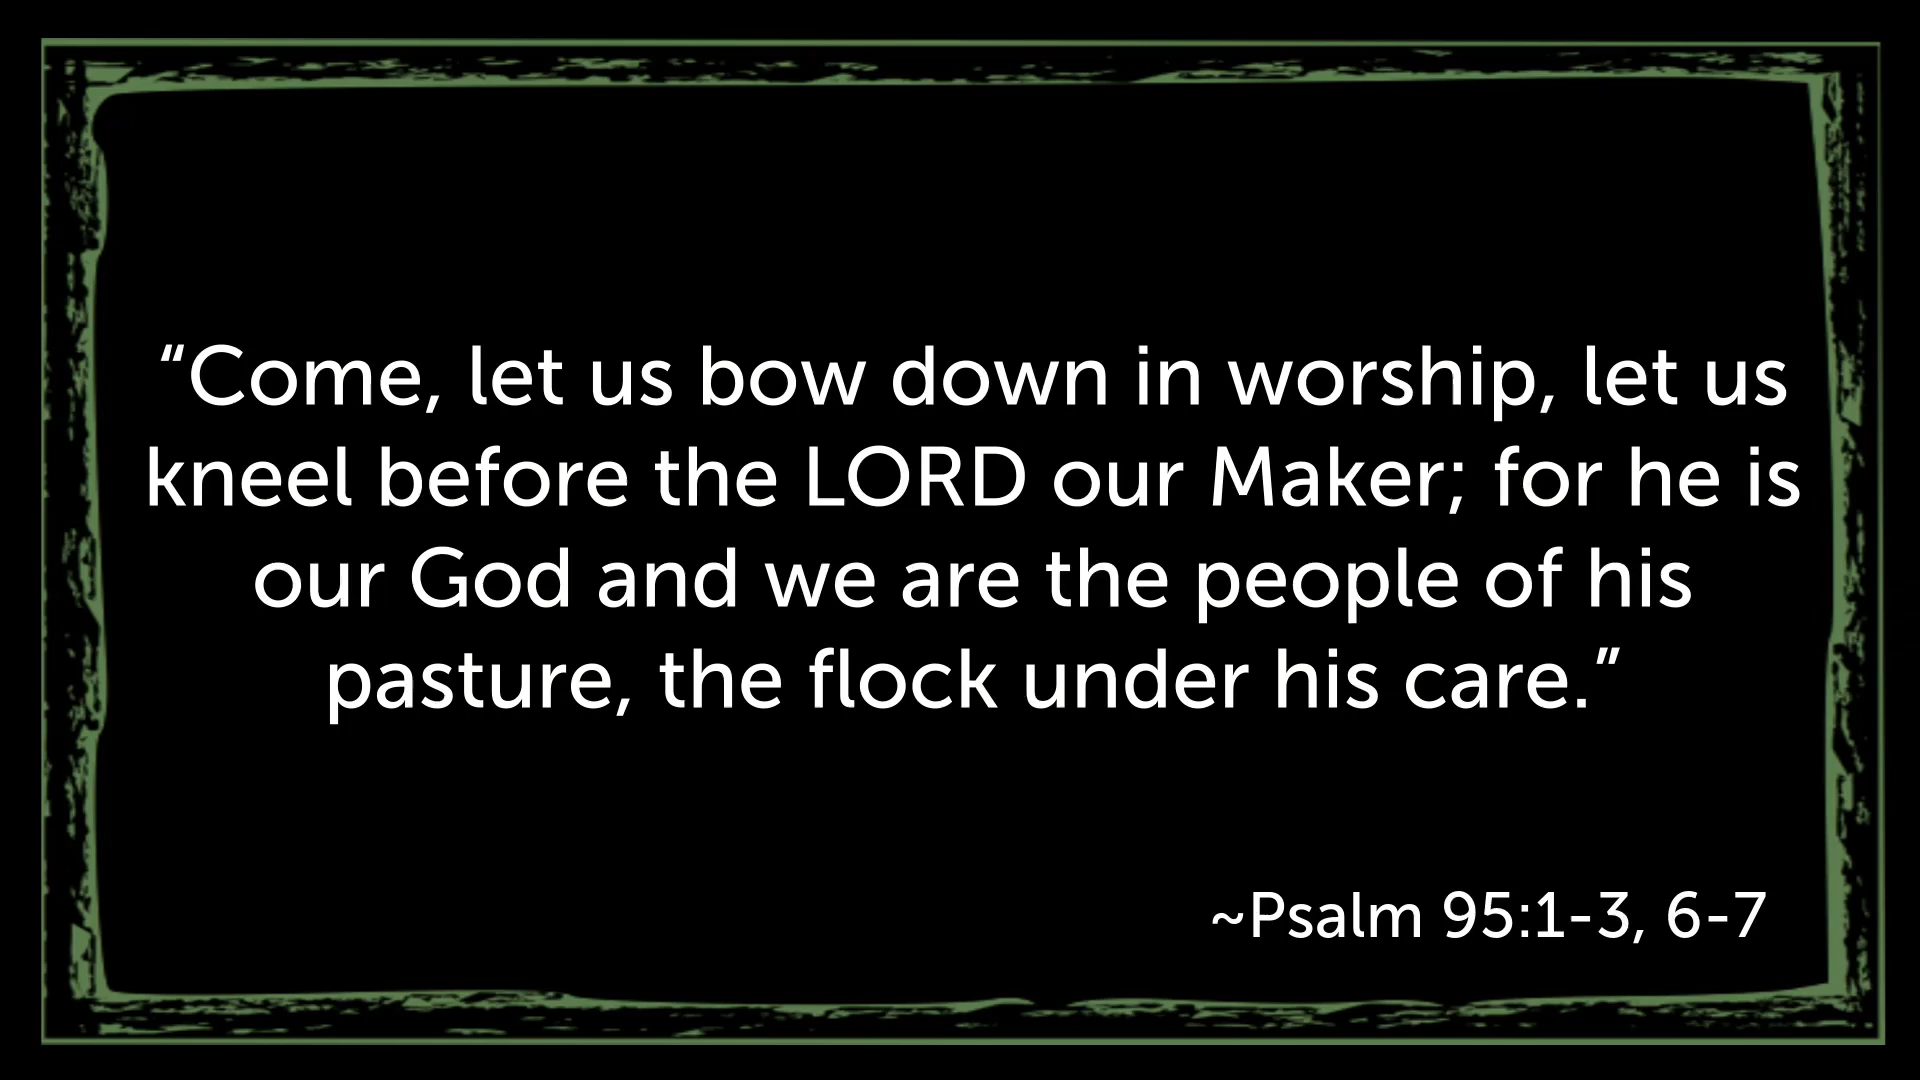 “Come, let us bow down in worship, let us
kneel before the LORD our Maker; for he is
our God and we are the people of his
pasture, the flock under his care.”
~Psalm 95:1-3, 6-7